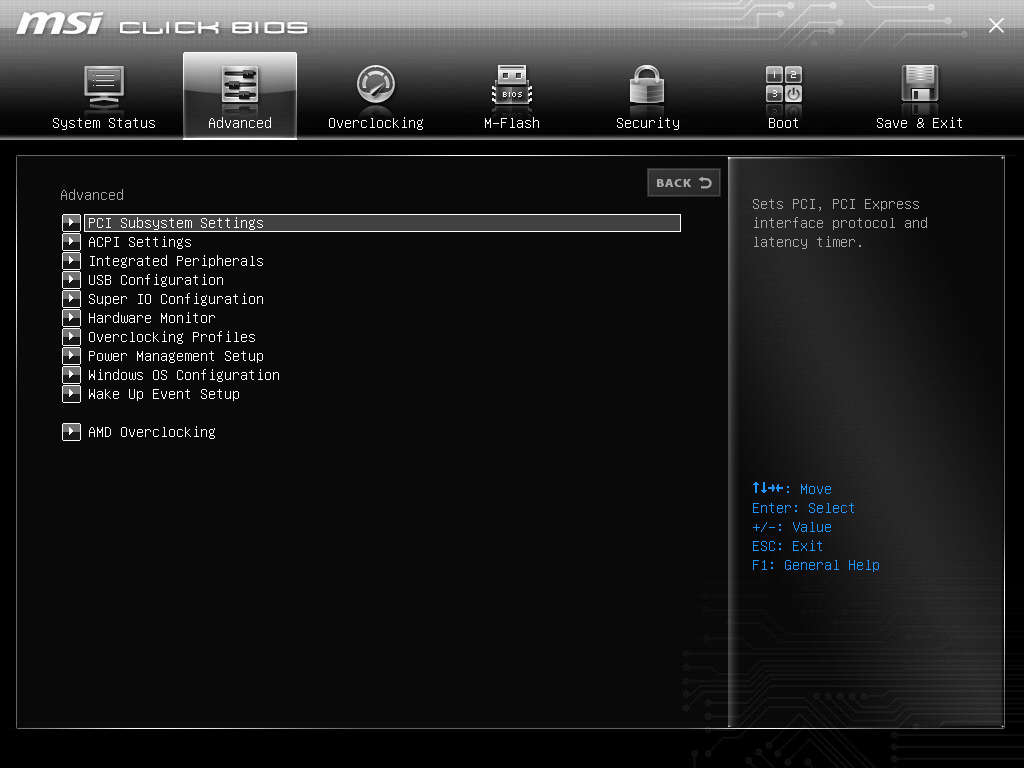 msi CLICK BIOS
System Status
Advanced
Overclocking
BIOS
M-Flash
Security
1 2
3
Boot
Save & Exit
BACK
Advanced
PCI Subsystem Settings
ACPI Settings
Integrated Peripherals
USB Configuration
Super IO Configuration
Hardware Monitor
Overclocking Profiles
Power Management Setup
Windows OS Configuration
Wake Up Event Setup
AMD Overclocking
Sets PCI, PCI Express
interface protocol and
latency timer.
↑↓→←: Move
Enter: Select
+/-: Value
ESC: Exit
F1: General Help